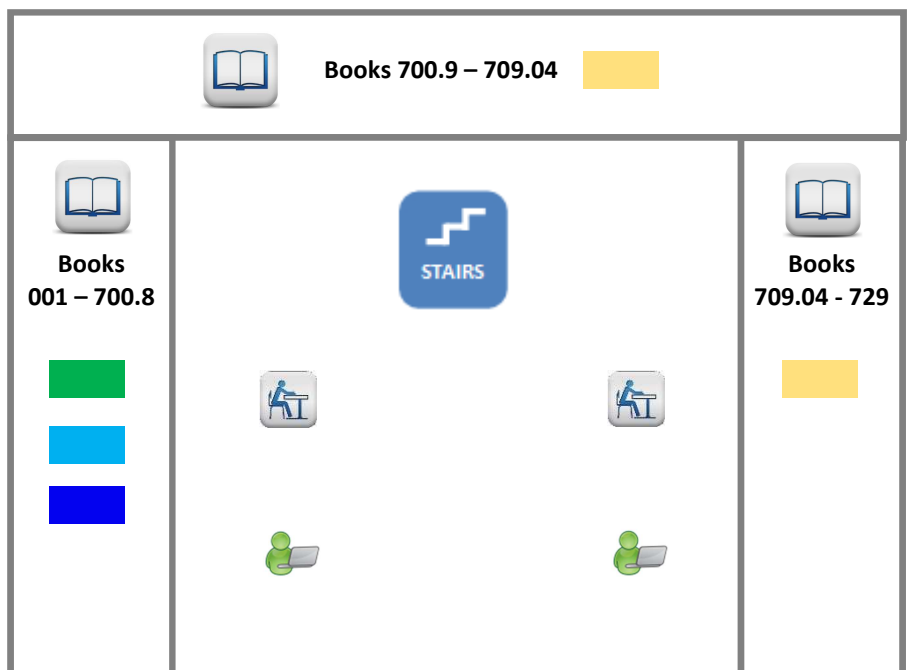 Books 700.9 – 709.04
Books
001 – 700.8
STAIRS
Books
709.04 - 729